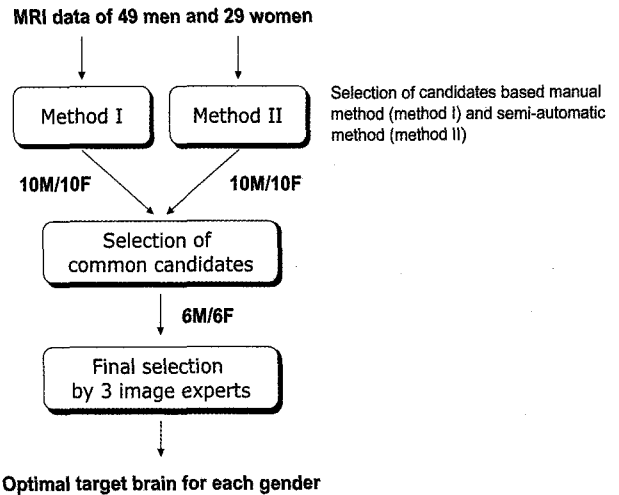 MRI data of 49 men and 29 women
Method I
Method II
Selection of candidates based manual
method (method I) and semi-automatic
method (method II)
10M/10F
10M/10F
Selection of
common candidates
6M/6F
Final selection
by 3 image experts
Optimal target brain for each gender